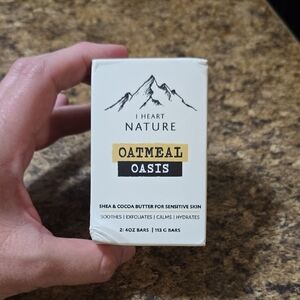 I HEART
NATURE
OATMEAL
OASIS
SHEA & COCOA BUTTER FOR SENSITIVE SKIN
SOOTHES | EXFOLIATES | CALMS | HYDRATES
2: 4OZ BARS | 113 G BARS